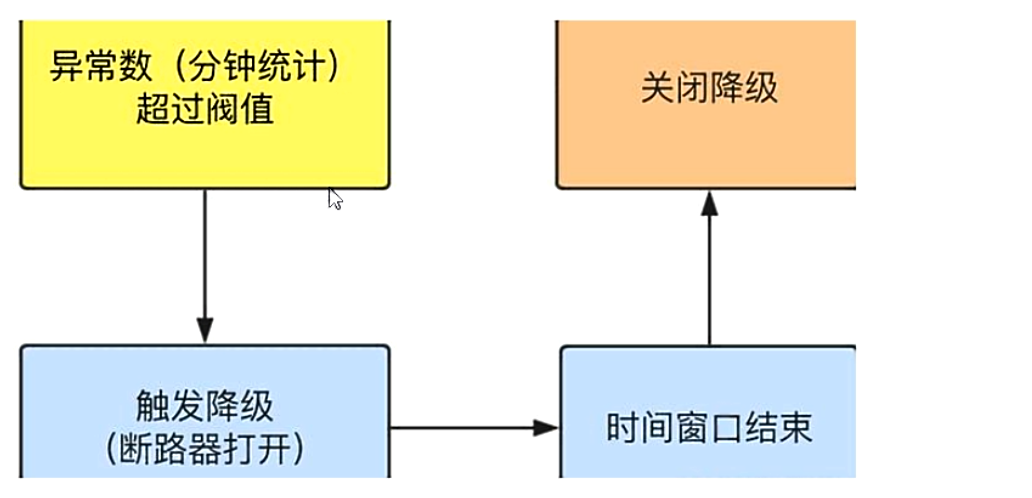 异常数（分钟统计）
超过阀值
关闭降级
触发降级
（断路器打开）
时间窗口结束